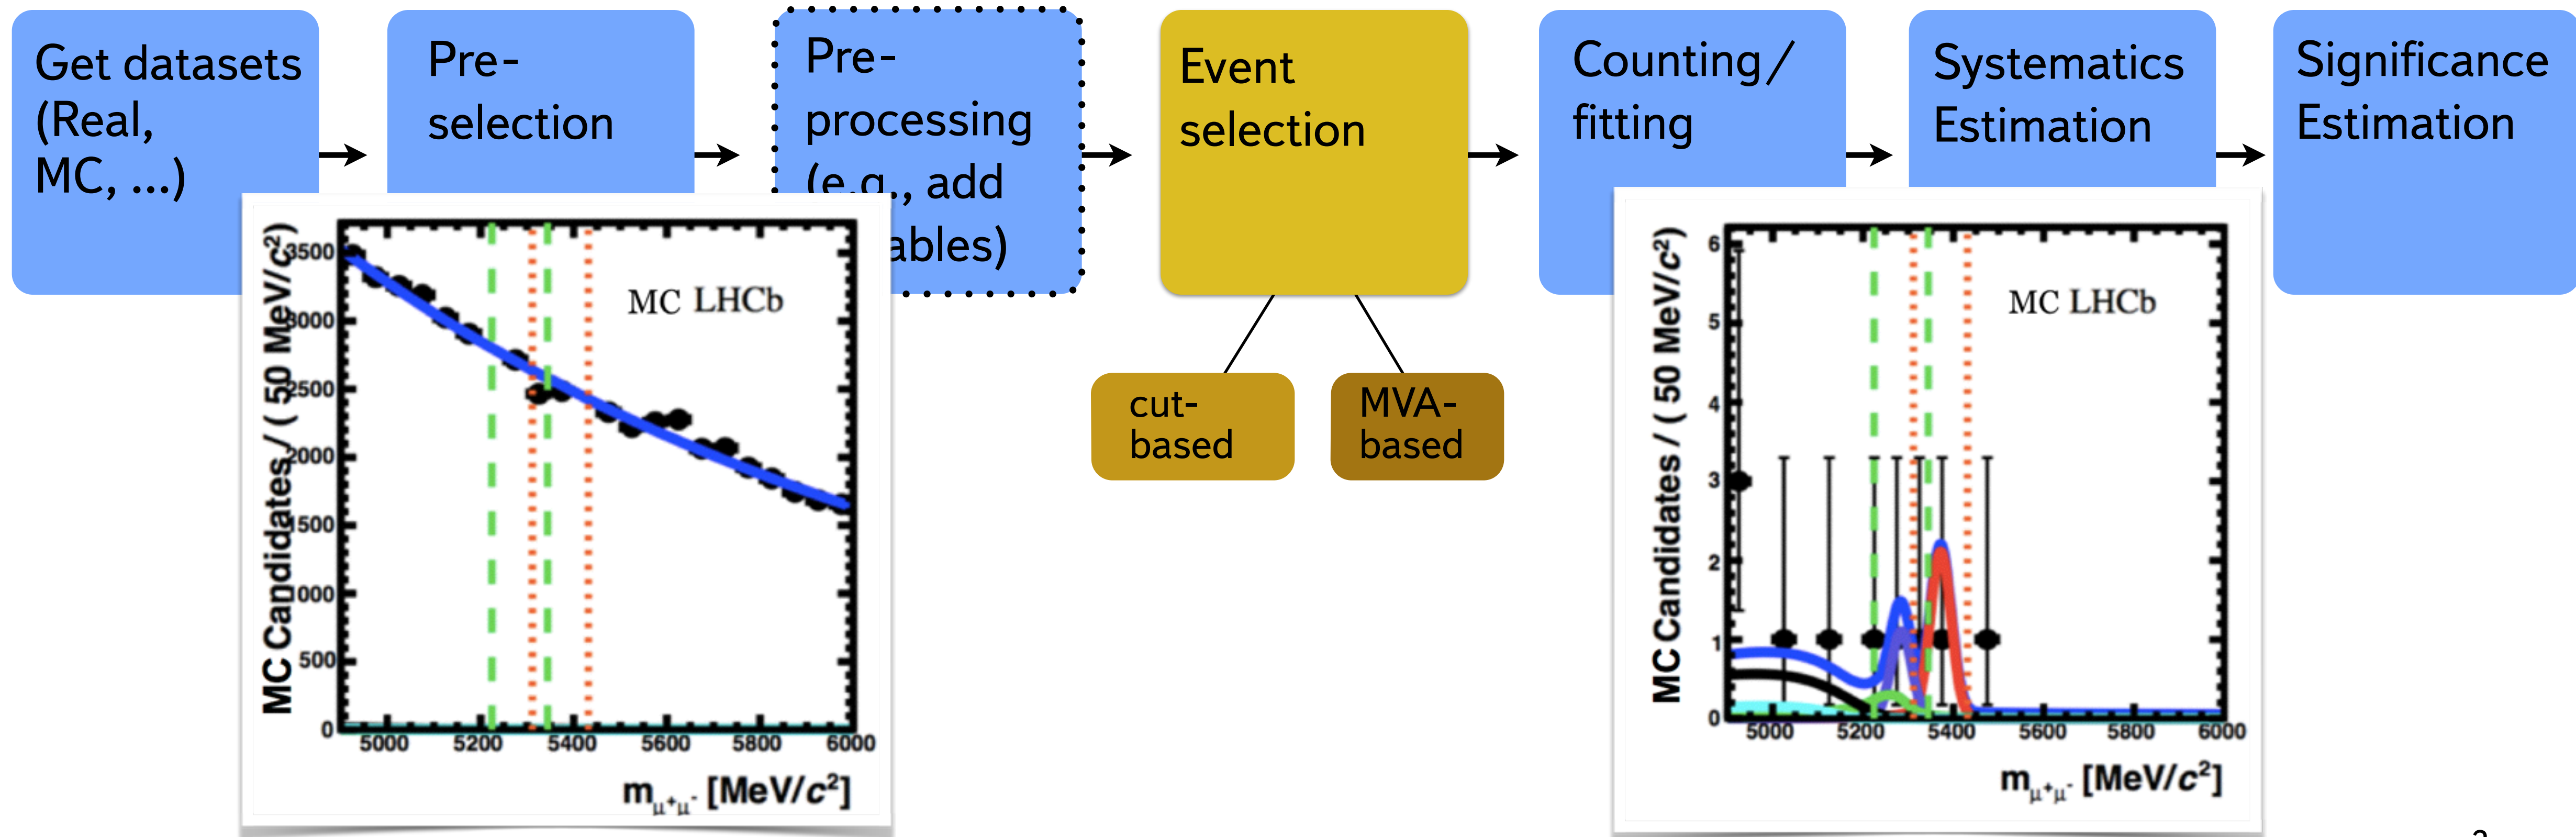 Get datasets
(Real,
MC, ...)
Pre-
selection
Pre-
processing
(e.g., add
ables)
Event
selection
Counting/
fitting
Systematics
Estimation
Significance
Estimation
cut-
based
MVA-
based
MC Candidates / ( 50 MeV/c²)
3500
3000
2500
2000
1500
1000
500
0
MC LHCb
5000 5200 5400 5600 5800 6000
mμ⁺μ⁻ [MeV/c²]
MC Candidates / ( 50 MeV/c²)
6
5
4
3
2
1
0
MC LHCb
5000 5200 5400 5600 5800 6000
mμ⁺μ⁻ [MeV/c²]